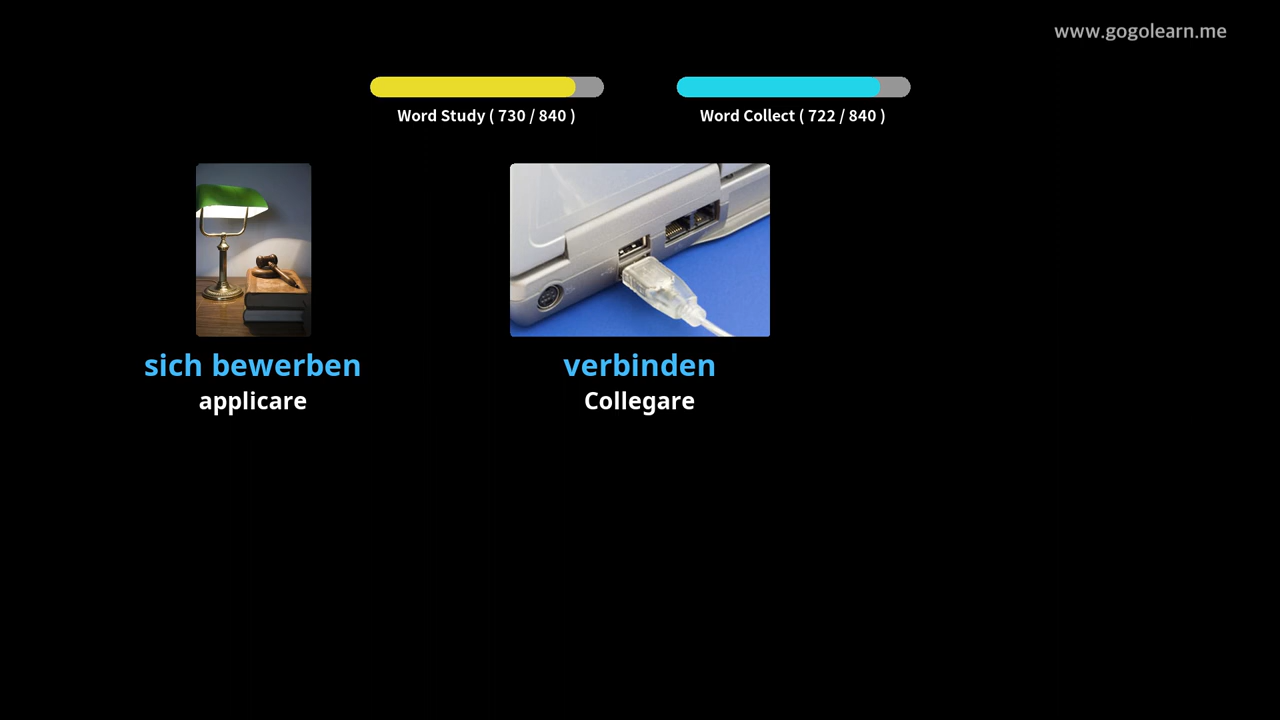 www.gogolearn.me
Word Study ( 730 / 840 )
Word Collect ( 722 / 840 )
sich bewerben
applicare
verbinden
Collegare